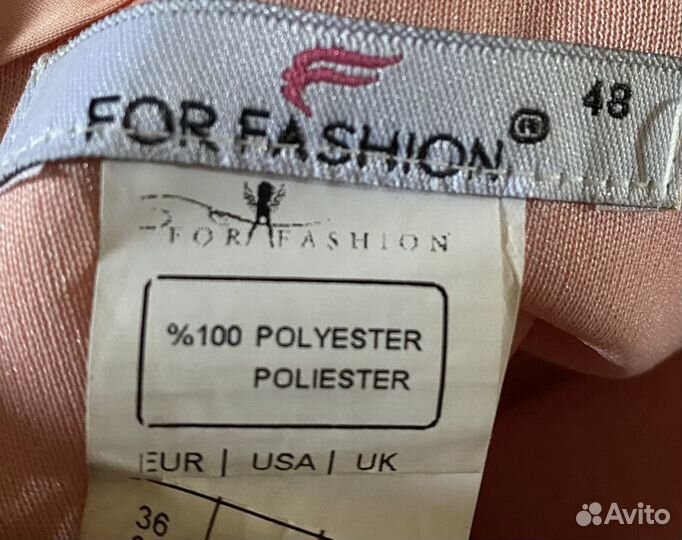 FOR FASHION ® 48
FOR FASHION
%100 POLYESTER
POLIESTER
EUR | USA | UK
36
Avito